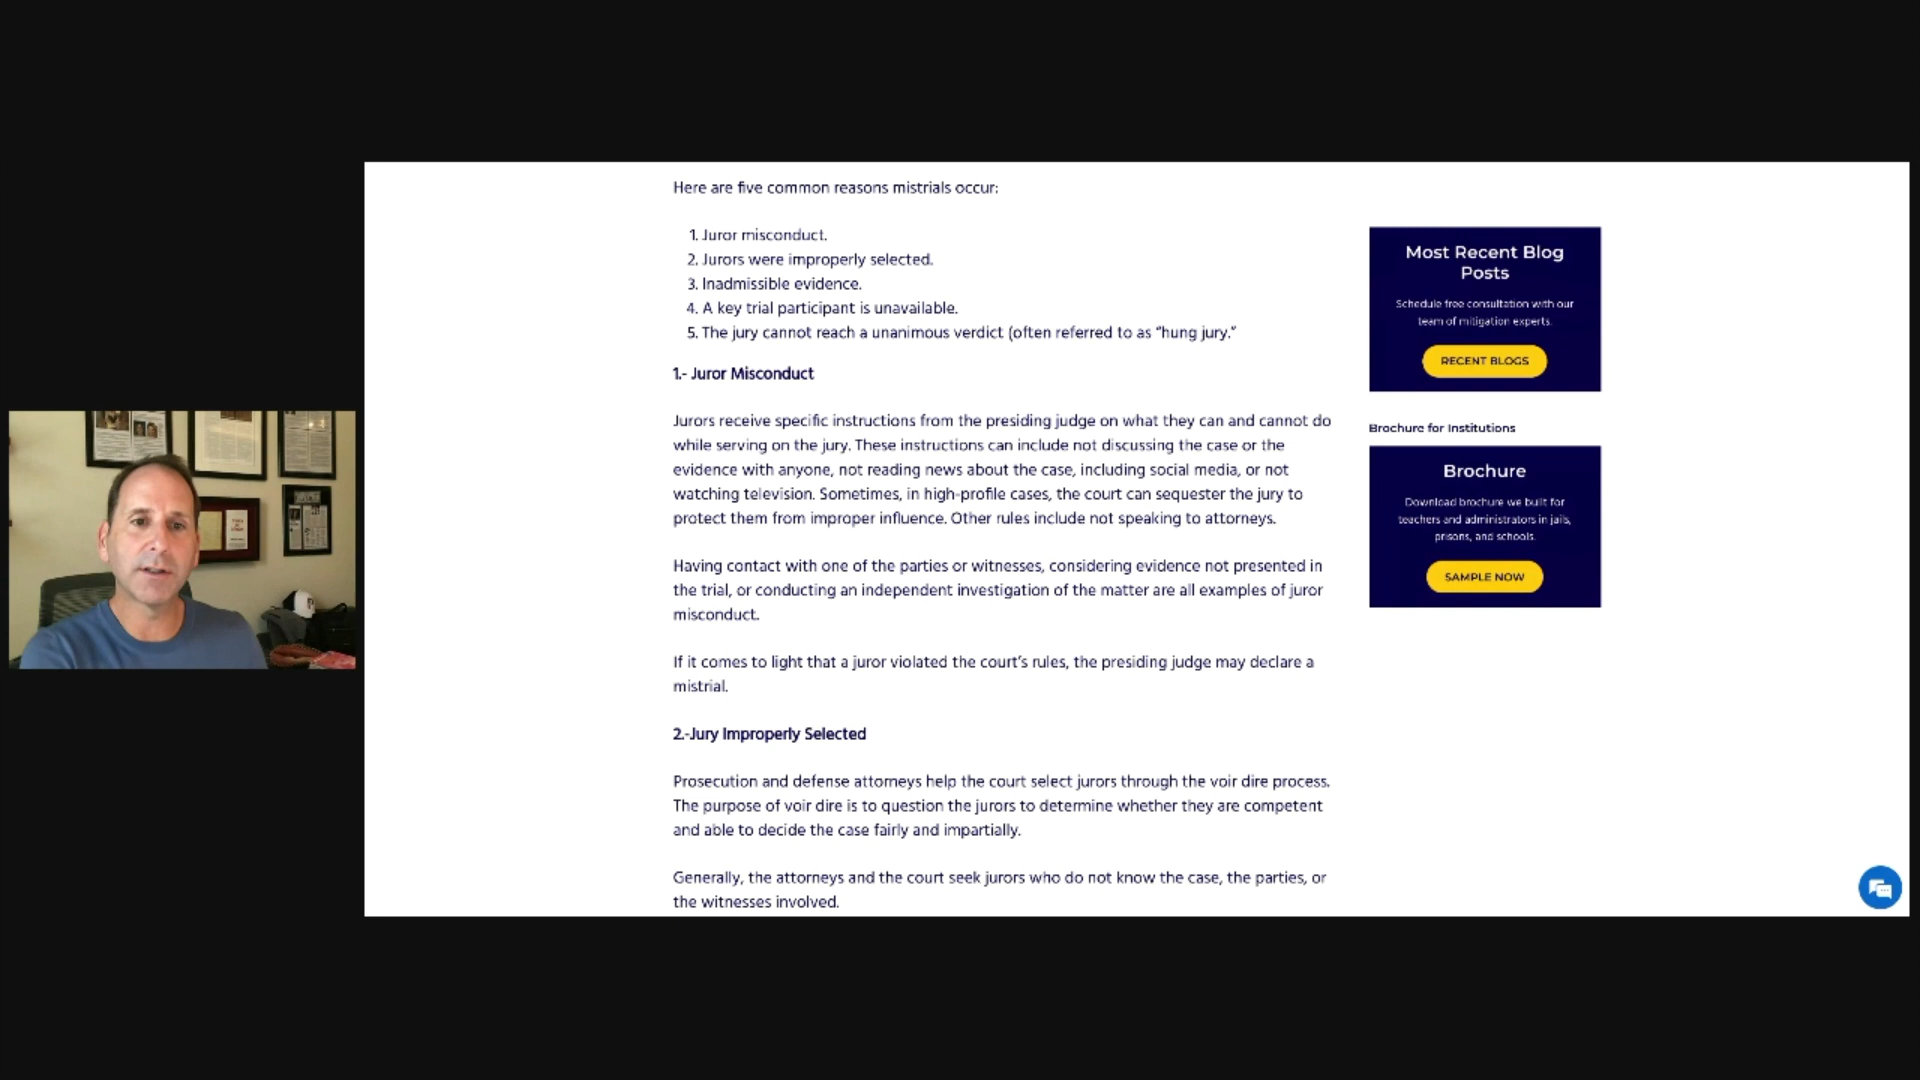 Here are five common reasons mistrials occur:
1. Juror misconduct.
2. Jurors were improperly selected.
3. Inadmissible evidence.
4. A key trial participant is unavailable.
5. The jury cannot reach a unanimous verdict (often referred to as “hung jury.”
1.- Juror Misconduct
Jurors receive specific instructions from the presiding judge on what they can and cannot do
while serving on the jury. These instructions can include not discussing the case or the
evidence with anyone, not reading news about the case, including social media, or not
watching television. Sometimes, in high-profile cases, the court can sequester the jury to
protect them from improper influence. Other rules include not speaking to attorneys.
Having contact with one of the parties or witnesses, considering evidence not presented in
the trial, or conducting an independent investigation of the matter are all examples of juror
misconduct.
If it comes to light that a juror violated the court’s rules, the presiding judge may declare a
mistrial.
2.-Jury Improperly Selected
Prosecution and defense attorneys help the court select jurors through the voir dire process.
The purpose of voir dire is to question the jurors to determine whether they are competent
and able to decide the case fairly and impartially.
Generally, the attorneys and the court seek jurors who do not know the case, the parties, or
the witnesses involved.
Most Recent Blog
Posts
Schedule free consultation with our
team of mitigation experts.
RECENT BLOGS
Brochure for Institutions
Brochure
Download brochure we built for
teachers and administrators in jails,
prisons, and schools.
SAMPLE NOW